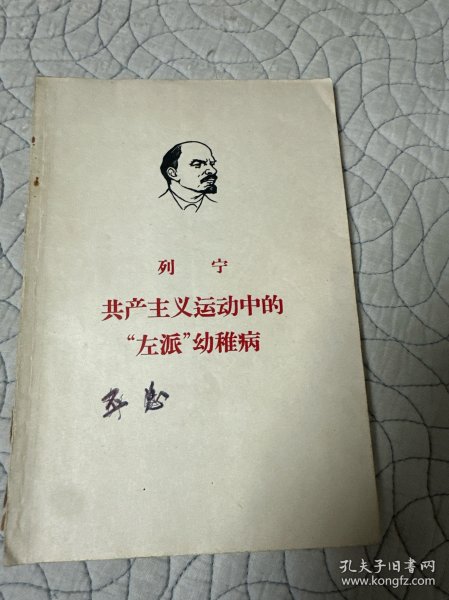 列 宁
共产主义运动中的
“左派”幼稚病
孔夫子旧书网
www.kongfz.com